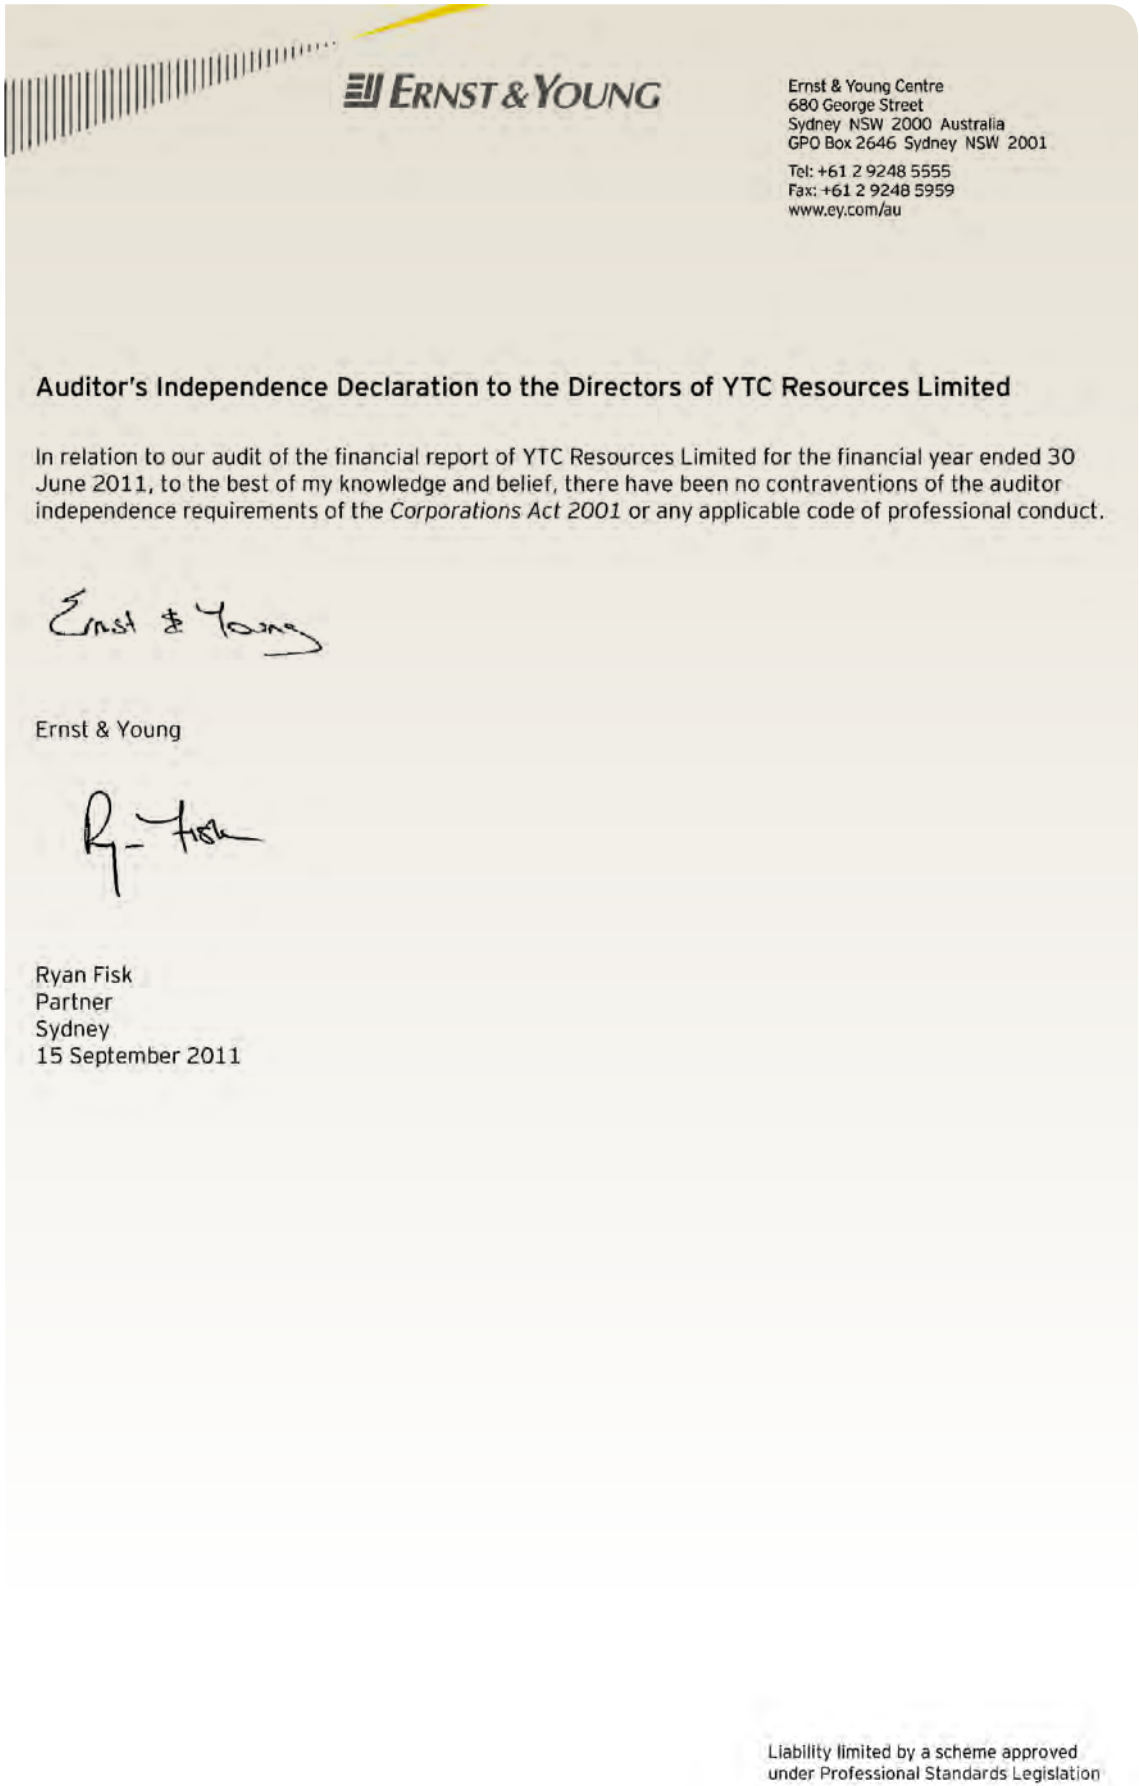 ERNST & YOUNG
Ernst & Young Centre
680 George Street
Sydney NSW 2000 Australia
GPO Box 2646 Sydney NSW 2001
Tel: +61 2 9248 5555
Fax: +61 2 9248 5959
www.ey.com/au
Auditor's Independence Declaration to the Directors of YTC Resources Limited
In relation to our audit of the financial report of YTC Resources Limited for the financial year ended 30
June 2011, to the best of my knowledge and belief, there have been no contraventions of the auditor
independence requirements of the Corporations Act 2001 or any applicable code of professional conduct.
Ernst & Young
Ernst & Young
Ryan Fisk
Ryan Fisk
Partner
Sydney
15 September 2011
Liability limited by a scheme approved
under Professional Standards Legislation